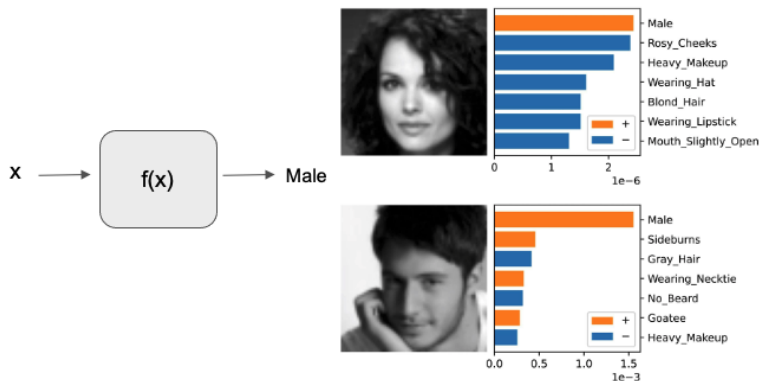 x
f(x)
Male
Male
Rosy_Cheeks
Heavy_Makeup
Wearing_Hat
Blond_Hair
Wearing_Lipstick
Mouth_Slightly_Open
+
−
0 1 2
1e−6
Male
Sideburns
Gray_Hair
Wearing_Necktie
No_Beard
Goatee
Heavy_Makeup
+
−
0.0 0.5 1.0 1.5
1e−3